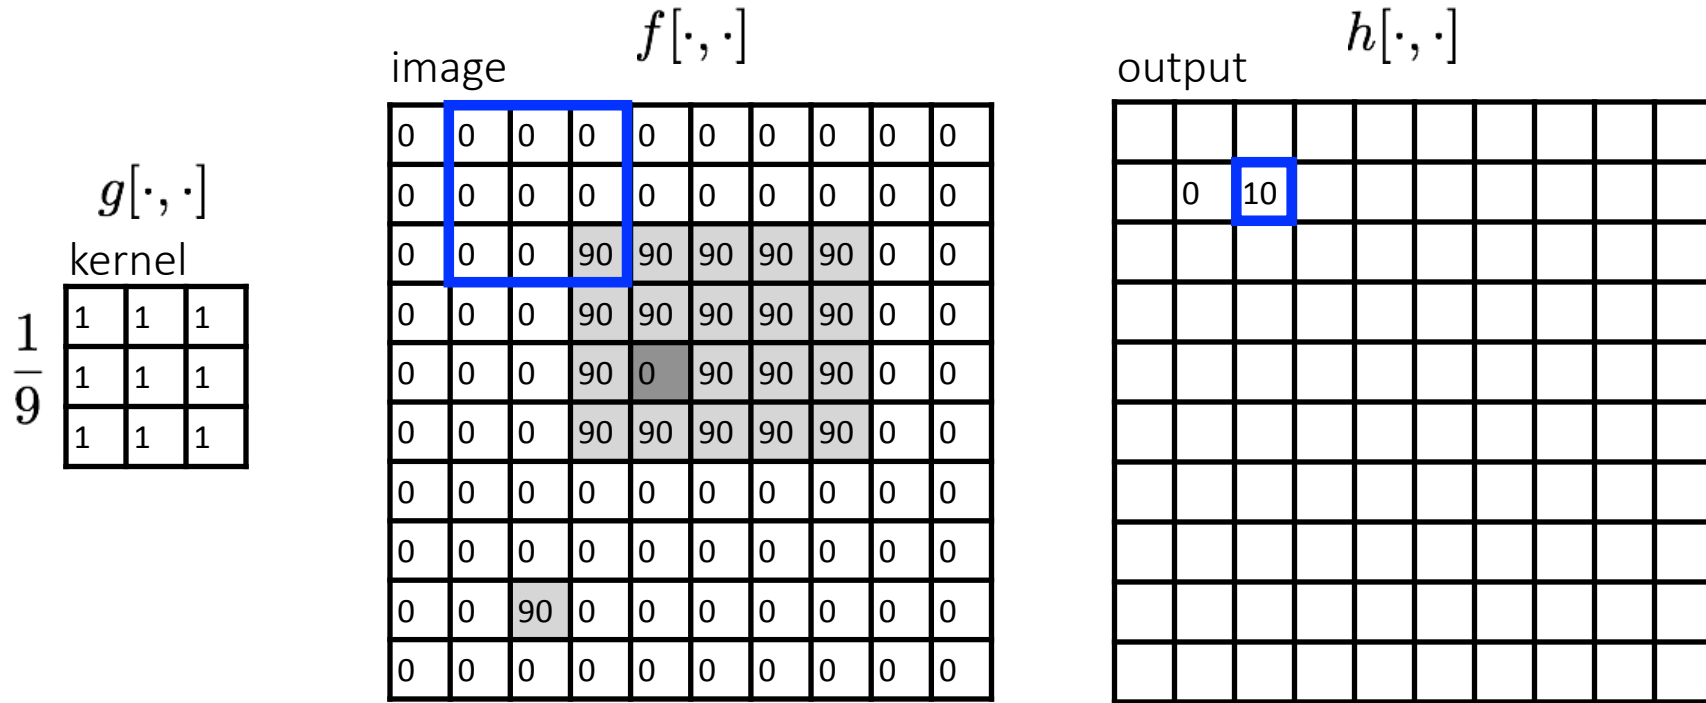 g[·,·]
kernel
1/9
1 1 1
1 1 1
1 1 1
f[·,·]
image
0 0 0 0 0 0 0 0 0 0
0 0 0 0 0 0 0 0 0 0
0 0 0 90 90 90 90 90 0 0
0 0 0 90 90 90 90 90 0 0
0 0 0 90 0 90 90 90 0 0
0 0 0 90 90 90 90 90 0 0
0 0 0 0 0 0 0 0 0 0
0 0 0 0 0 0 0 0 0 0
0 0 90 0 0 0 0 0 0 0
0 0 0 0 0 0 0 0 0 0
h[·,·]
output
0 10